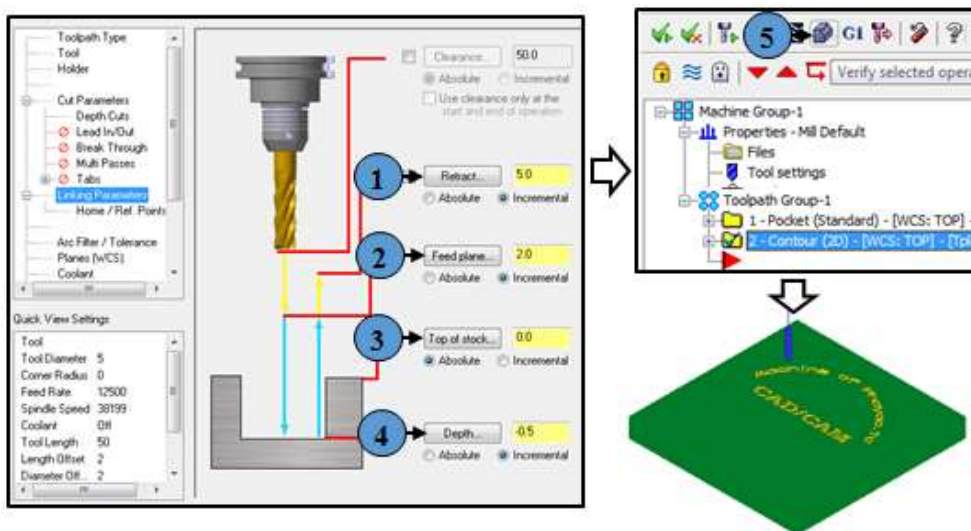 Toolpath Type
Tool
Holder
Cut Parameters
Depth Cuts
Lead In/Out
Break Through
Multi Passes
Tabs
Linking Parameters
Home / Ref. Points
Arc Filter / Tolerance
Planes (WCS)
Coolant
Quick View Settings
Tool
Tool Diameter 5
Corner Radius 0
Feed Rate 12500
Spindle Speed 38199
Coolant Off
Tool Length 50
Length Offset 2
Diameter Off... 2
Clearance... 50.0
Absolute Incremental
Use clearance only at the
start and end of operation
1 Retract... 5.0
Absolute Incremental
2 Feed plane... 2.0
Absolute Incremental
3 Top of stock... 0.0
Absolute Incremental
4 Depth... -0.5
Absolute Incremental
5 G1
Verify selected opera
Machine Group-1
Properties - Mill Default
Files
Tool settings
Toolpath Group-1
1 - Pocket (Standard) - [WCS: TOP] -
2 - Contour (2D) - [WCS: TOP] - [Tpl
CAD/CAM